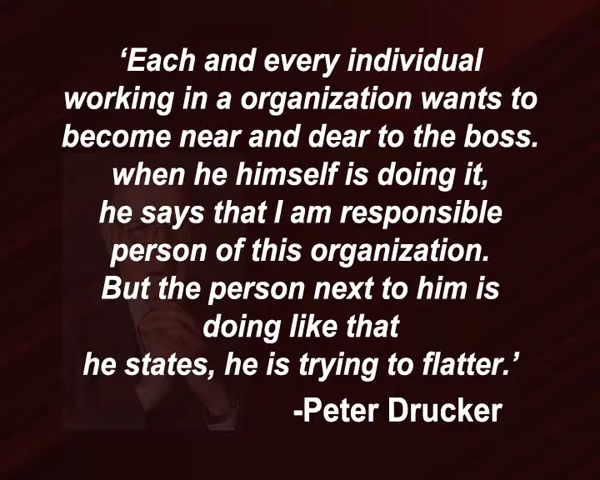 ‘Each and every individual
working in a organization wants to
become near and dear to the boss.
when he himself is doing it,
he says that I am responsible
person of this organization.
But the person next to him is
doing like that
he states, he is trying to flatter.’
-Peter Drucker